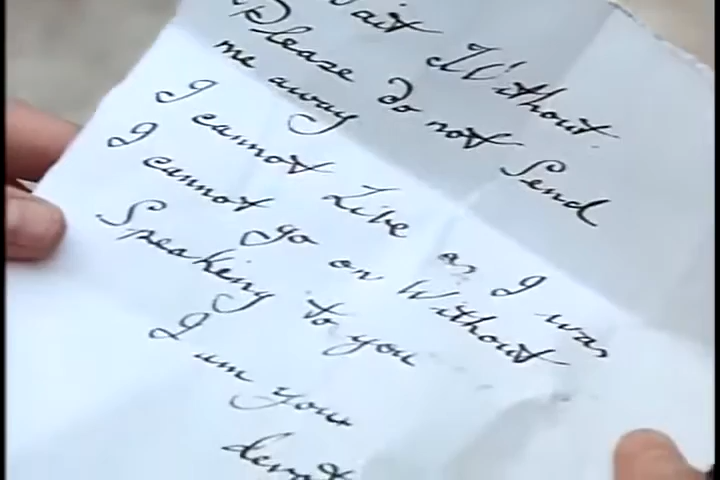 Wait Without.
Please do not Send
me away
I cannot Live as I was
I cannot go on Without
Speaking to you
I am your
devot